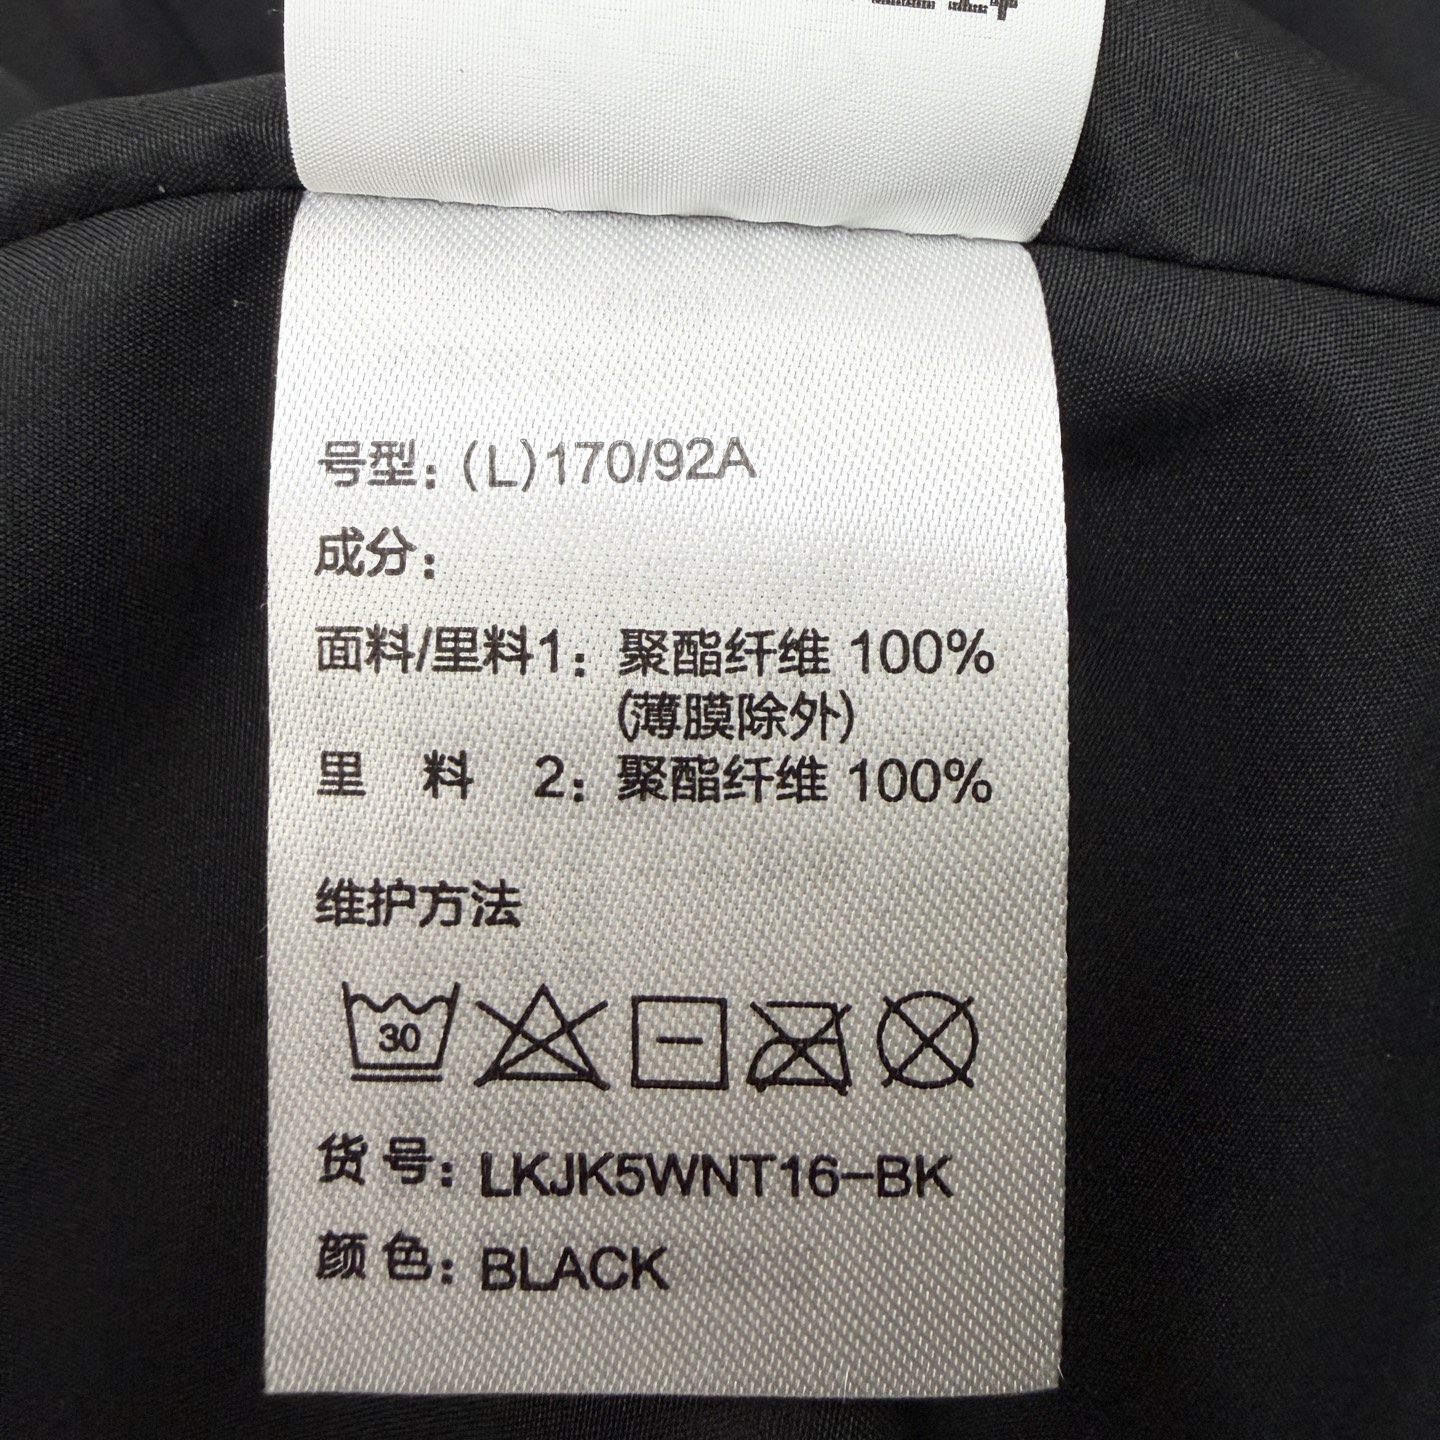 号型：(L)170/92A
成分：
面料/里料1：聚酯纤维 100%
(薄膜除外)
里 料 2：聚酯纤维 100%
维护方法
30
货 号：LKJK5WNT16-BK
颜 色：BLACK